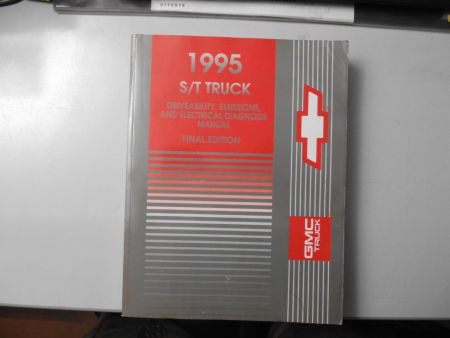 1995
S/T TRUCK
DRIVEABILITY, EMISSIONS,
AND ELECTRICAL DIAGNOSIS
MANUAL
FINAL EDITION
GMC
TRUCK